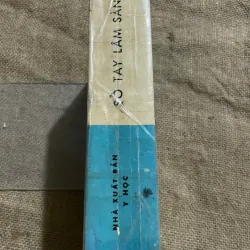 SỔ TAY LÂM SÀN
NHÀ XUẤT BẢN
Y HỌC